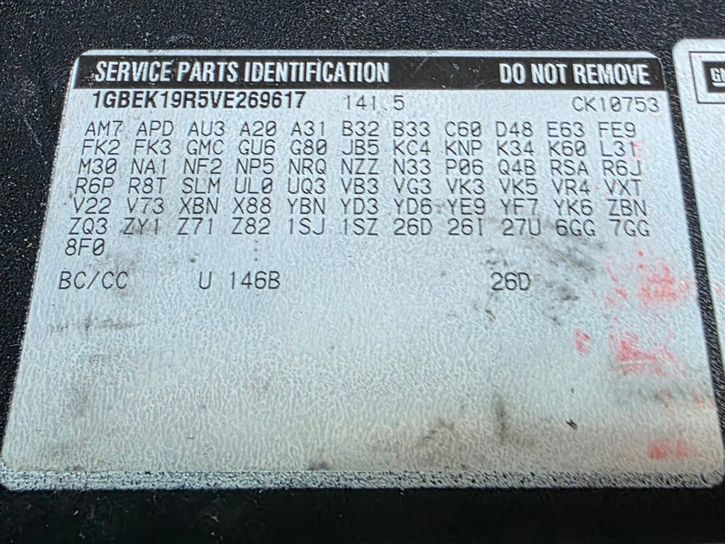 SERVICE PARTS IDENTIFICATION DO NOT REMOVE
1GBEK19R5VE269617 141.5 CK10753
AM7 APD AU3 A20 A31 B32 B33 C60 D48 E63 FE9
FK2 FK3 GMC GU6 G80 JB5 KC4 KNP K34 K60 L31
M30 NA1 NF2 NP5 NRQ NZZ N33 P06 Q4B RSA R6J
R6P R8T SLM UL0 UQ3 VB3 VG3 VK3 VK5 VR4 VXT
V22 V73 XBN X88 YBN YD3 YD6 YE9 YF7 YK6 ZBN
ZQ3 ZY1 Z71 Z82 1SJ 1SZ 26D 26I 27U 6GG 7GG
8F0
BC/CC U 146B 26D